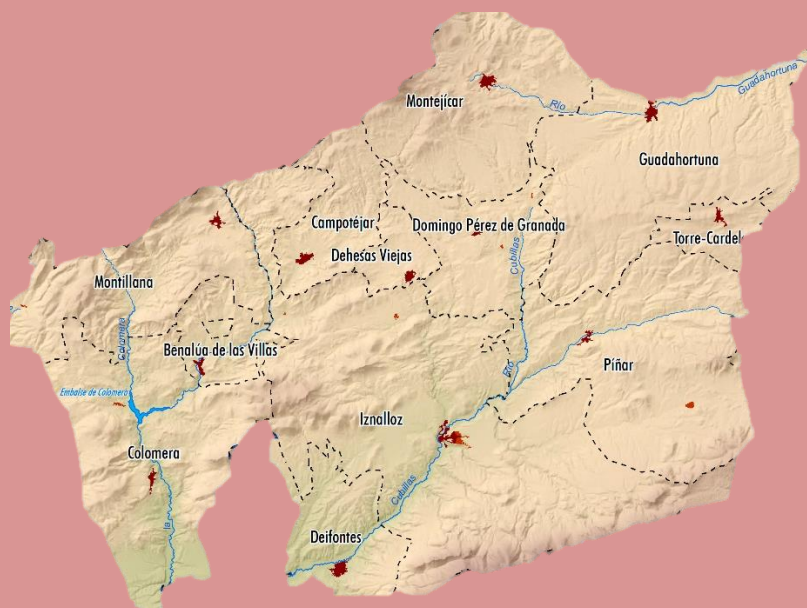 Montejícar
Río
Guadahortuna
Guadahortuna
Campotéjar
Domingo Pérez de Granada
Torre-Cardel
Dehesas Viejas
Cubillas
Montillana
Colomera
Benalúa de las Villas
Río
Píñar
Embalse de Colomera
Iznalloz
Colomera
Cubillas
Deifontes